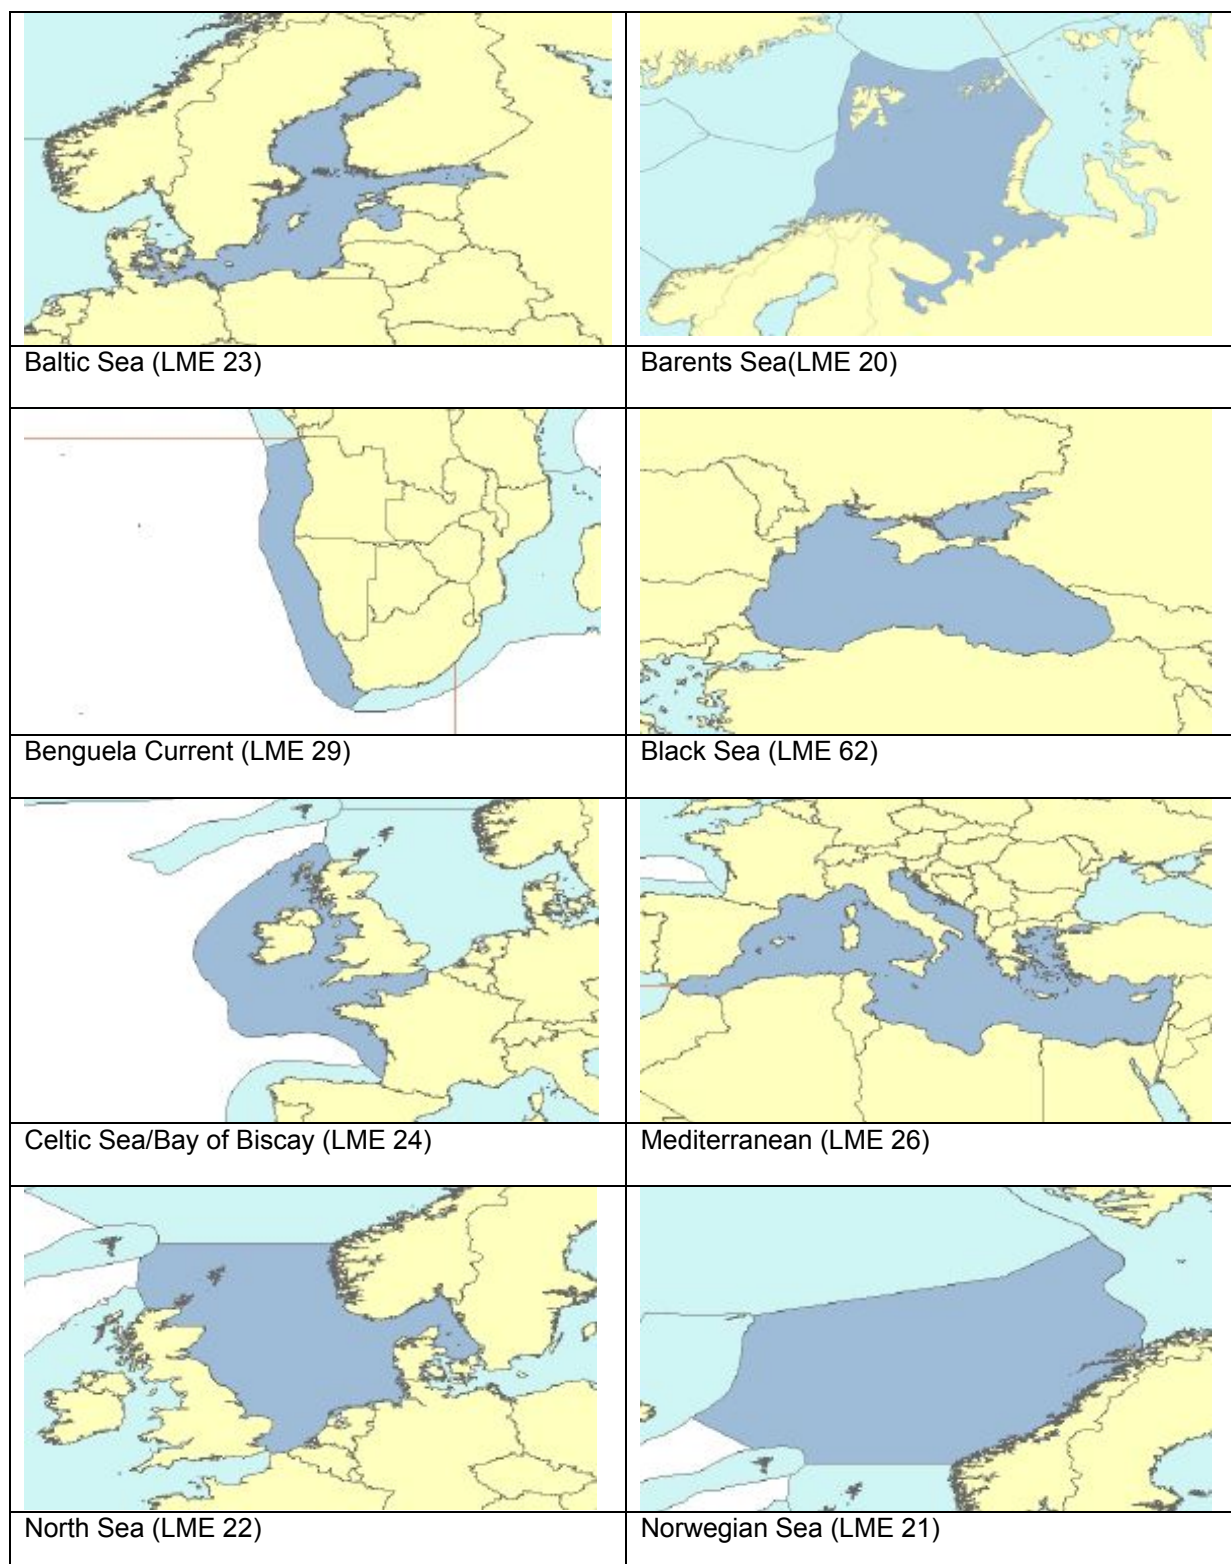 Baltic Sea (LME 23)
Barents Sea(LME 20)
Benguela Current (LME 29)
Black Sea (LME 62)
Celtic Sea/Bay of Biscay (LME 24)
Mediterranean (LME 26)
North Sea (LME 22)
Norwegian Sea (LME 21)